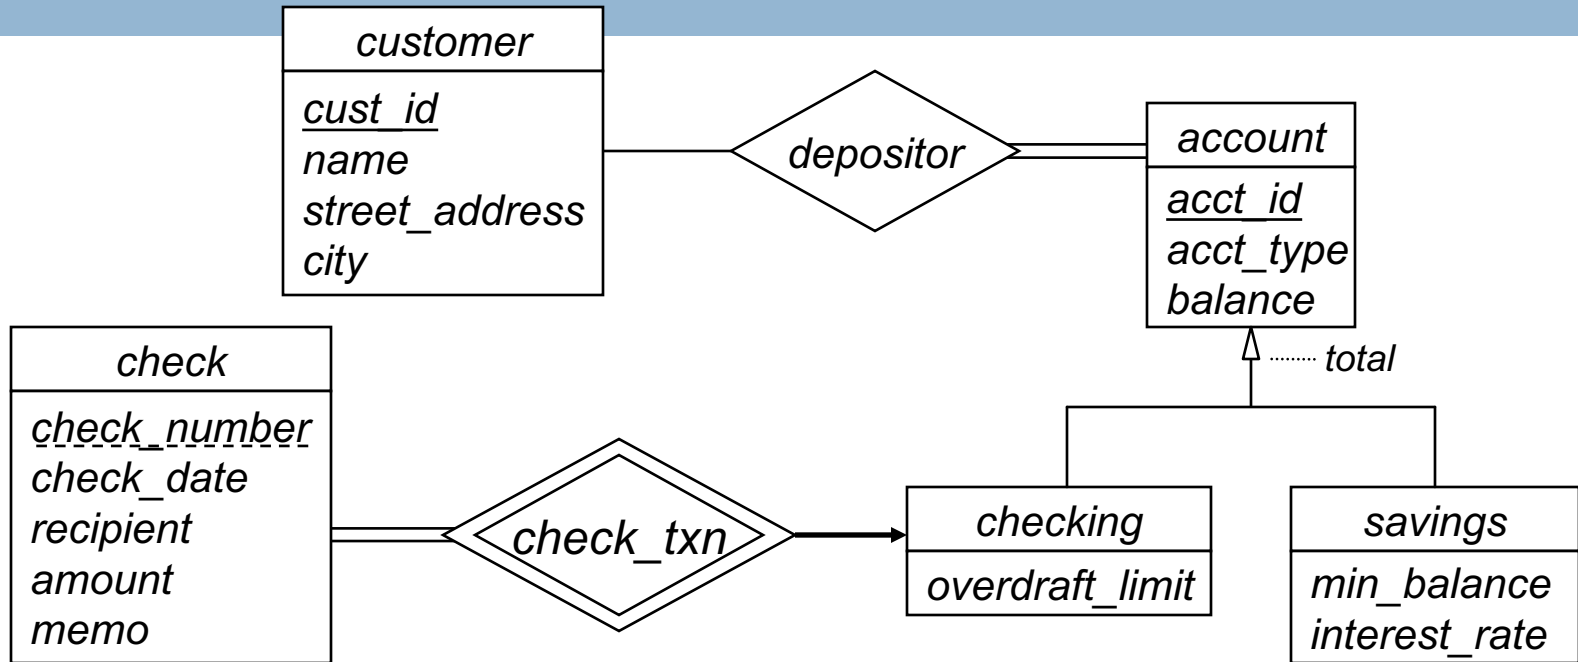 customer
cust_id
name
street_address
city
depositor
account
acct_id
acct_type
balance
total
check
check_number
check_date
recipient
amount
memo
check_txn
checking
overdraft_limit
savings
min_balance
interest_rate